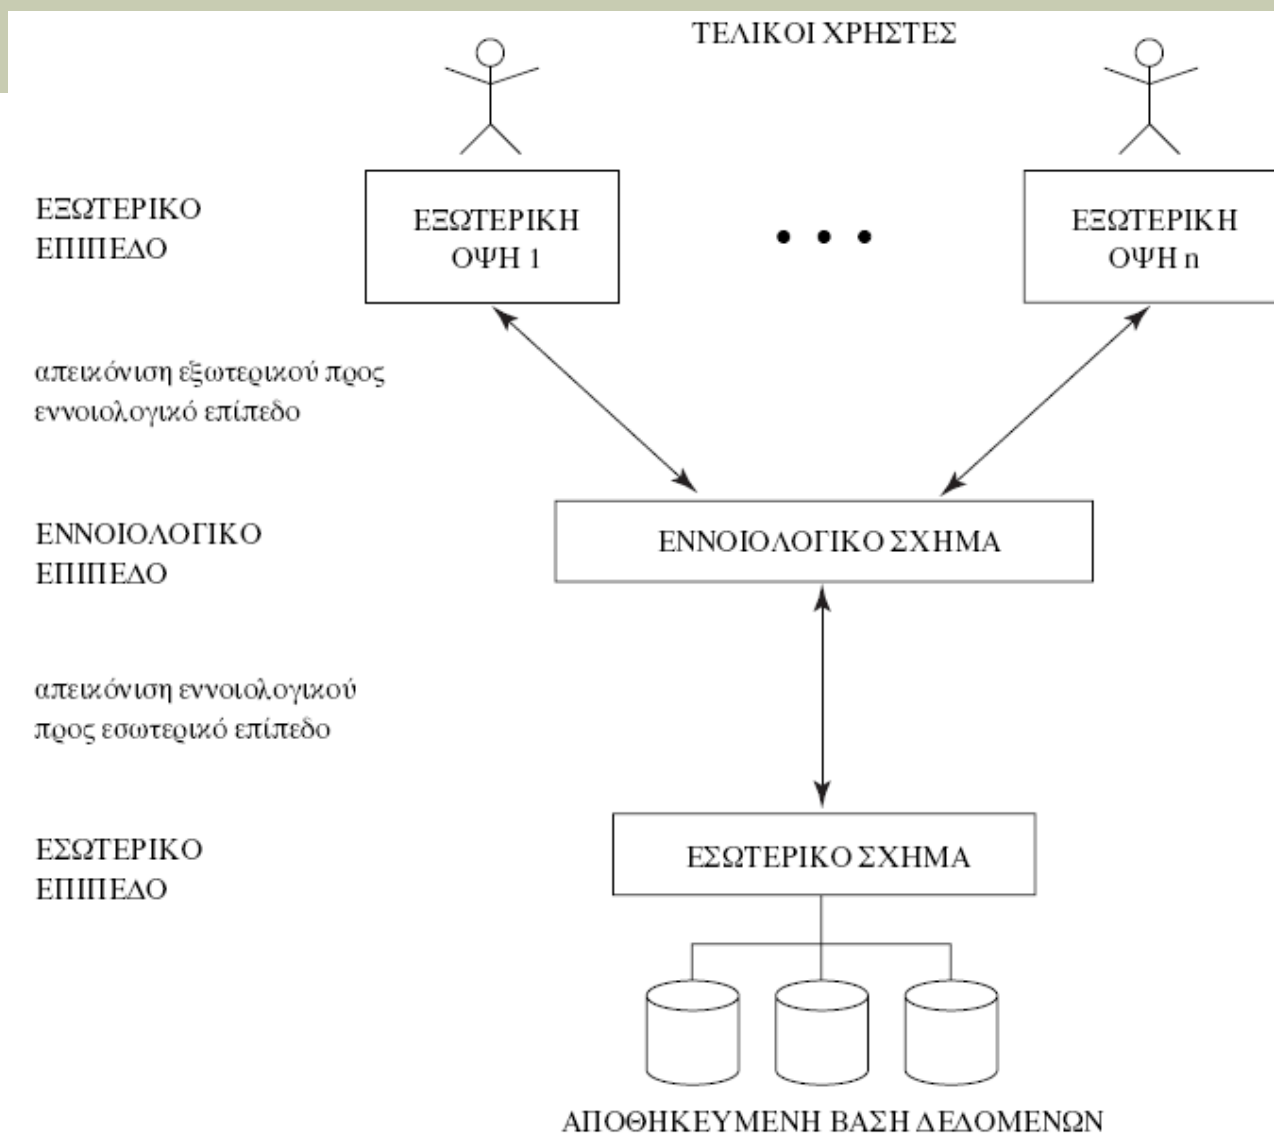 ΤΕΛΙΚΟΙ ΧΡΗΣΤΕΣ
ΕΞΩΤΕΡΙΚΟ
ΕΠΙΠΕΔΟ
ΕΞΩΤΕΡΙΚΗ
ΟΨΗ 1
ΕΞΩΤΕΡΙΚΗ
ΟΨΗ n
απεικόνιση εξωτερικού προς
εννοιολογικό επίπεδο
ΕΝΝΟΙΟΛΟΓΙΚΟ
ΕΠΙΠΕΔΟ
ΕΝΝΟΙΟΛΟΓΙΚΟ ΣΧΗΜΑ
απεικόνιση εννοιολογικού
προς εσωτερικό επίπεδο
ΕΣΩΤΕΡΙΚΟ
ΕΠΙΠΕΔΟ
ΕΣΩΤΕΡΙΚΟ ΣΧΗΜΑ
ΑΠΟΘΗΚΕΥΜΕΝΗ ΒΑΣΗ ΔΕΔΟΜΕΝΩΝ